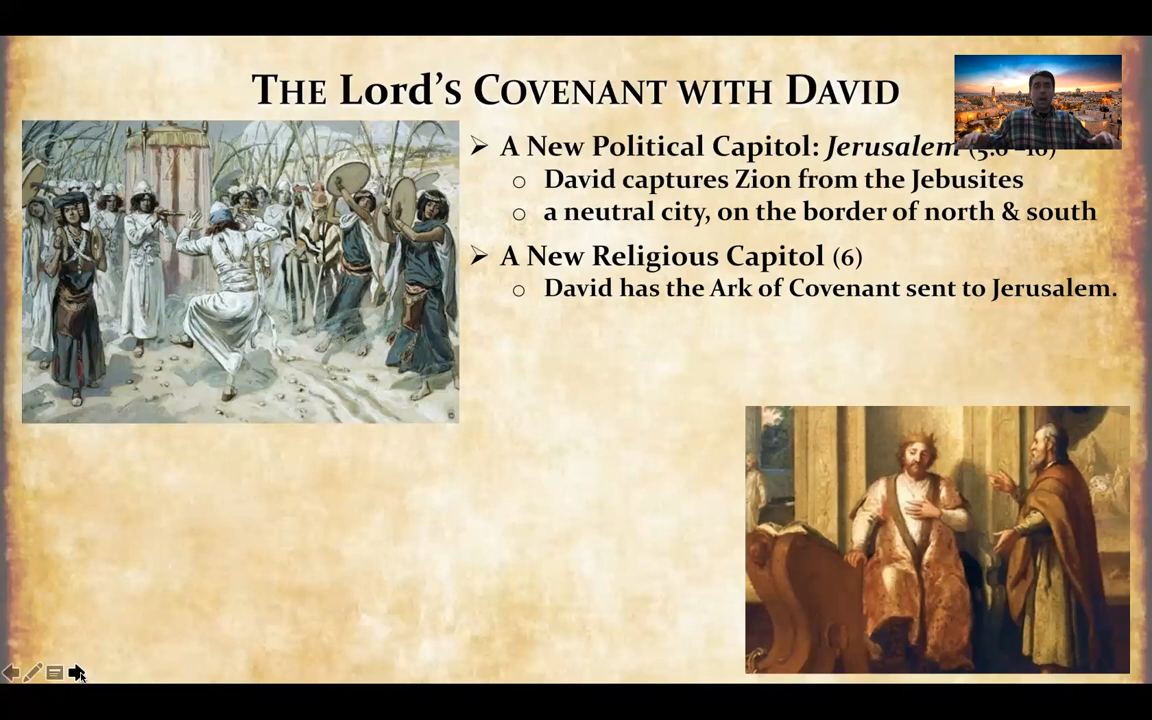 The Lord's Covenant with David
➢ A New Political Capitol: Jerusalem
o David captures Zion from the Jebusites
o a neutral city, on the border of north & south
➢ A New Religious Capitol (6)
o David has the Ark of Covenant sent to Jerusalem.